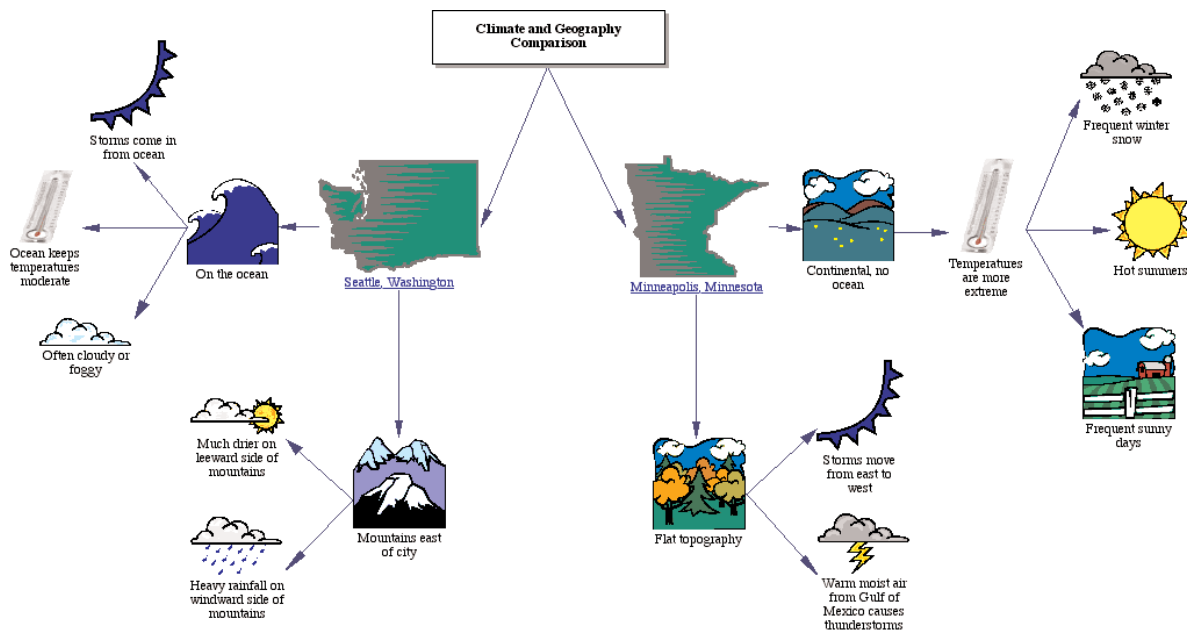 Climate and Geography
Comparison
Storms come in
from ocean
Ocean keeps
temperatures
moderate
On the ocean
Often cloudy or
foggy
Seattle, Washington
Much drier on
leeward side of
mountains
Heavy rainfall on
windward side of
mountains
Mountains east
of city
Minneapolis, Minnesota
Continental, no
ocean
Temperatures
are more
extreme
Frequent winter
snow
Hot summers
Frequent sunny
days
Flat topography
Storms move
from east to
west
Warm moist air
from Gulf of
Mexico causes
thunderstorms